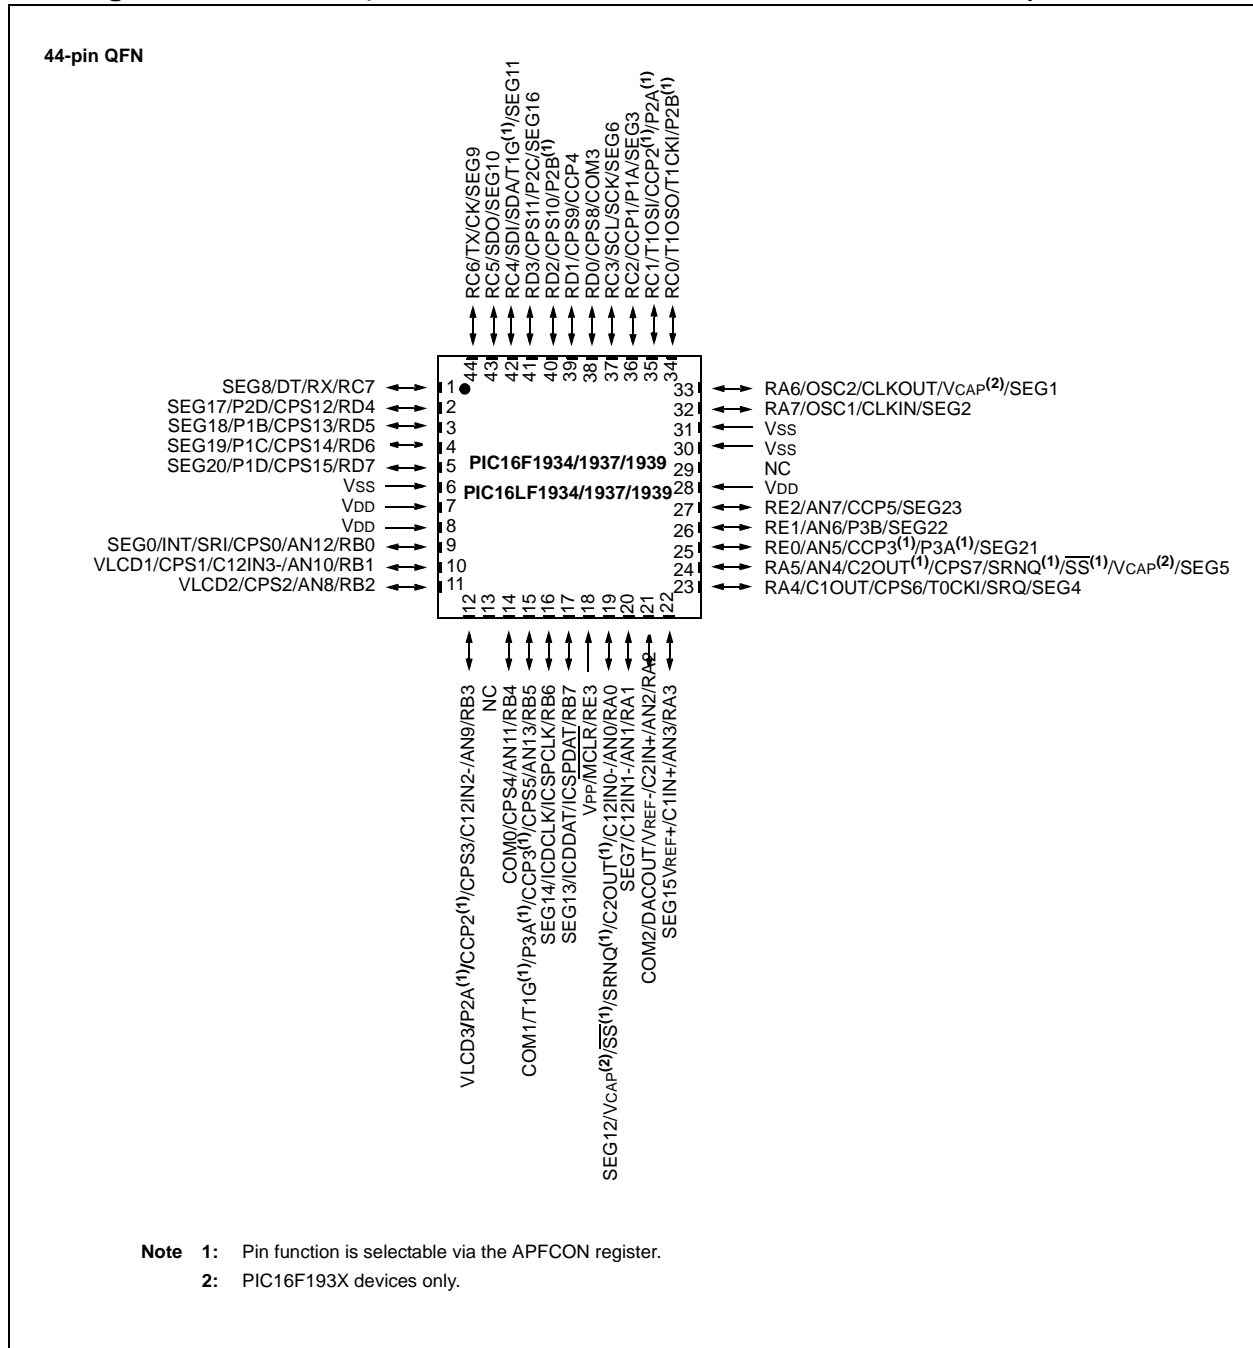 44-pin QFN
RC6/TX/CK/SEG9
RC5/SDO/SEG10
RC4/SDI/SDA/T1G(1)/SEG11
RD3/CPS11/P2C/SEG16
RD2/CPS10/P2B(1)
RD1/CPS9/CCP4
RD0/CPS8/COM3
RC3/SCL/SCK/SEG6
RC2/CCP1/P1A/SEG3
RC1/T1OSI/CCP2(1)/P2A(1)
RC0/T1OSO/T1CKI/P2B(1)
44
43
42
41
40
39
38
37
36
35
34
SEG8/DT/RX/RC7
SEG17/P2D/CPS12/RD4
SEG18/P1B/CPS13/RD5
SEG19/P1C/CPS14/RD6
SEG20/P1D/CPS15/RD7
VSS
VDD
VDD
SEG0/INT/SRI/CPS0/AN12/RB0
VLCD1/CPS1/C12IN3-/AN10/RB1
VLCD2/CPS2/AN8/RB2
1
2
3
4
5
6
7
8
9
10
11
PIC16F1934/1937/1939
PIC16LF1934/1937/1939
33
32
31
30
29
28
27
26
25
24
23
RA6/OSC2/CLKOUT/VCAP(2)/SEG1
RA7/OSC1/CLKIN/SEG2
VSS
VSS
NC
VDD
RE2/AN7/CCP5/SEG23
RE1/AN6/P3B/SEG22
RE0/AN5/CCP3(1)/P3A(1)/SEG21
RA5/AN4/C2OUT(1)/CPS7/SRNQ(1)/SS(1)/VCAP(2)/SEG5
RA4/C1OUT/CPS6/T0CKI/SRQ/SEG4
12
13
14
15
16
17
18
19
20
21
22
VLCD3/P2A(1)/CCP2(1)/CPS3/C12IN2-/AN9/RB3
NC
COM0/CPS4/AN11/RB4
COM1/T1G(1)/P3A(1)/CCP3(1)/CPS5/AN13/RB5
SEG14/ICDCLK/ICSPCLK/RB6
SEG13/ICDDAT/ICSPDAT/RB7
VPP/MCLR/RE3
SEG12/VCAP(2)/SS(1)/SRNQ(1)/C2OUT(1)/C12IN0-/AN0/RA0
SEG7/C12IN1-/AN1/RA1
COM2/DACOUT/VREF-/C2IN+/AN2/RA2
SEG15VREF+/C1IN+/AN3/RA3
Note 1: Pin function is selectable via the APFCON register.
2: PIC16F193X devices only.